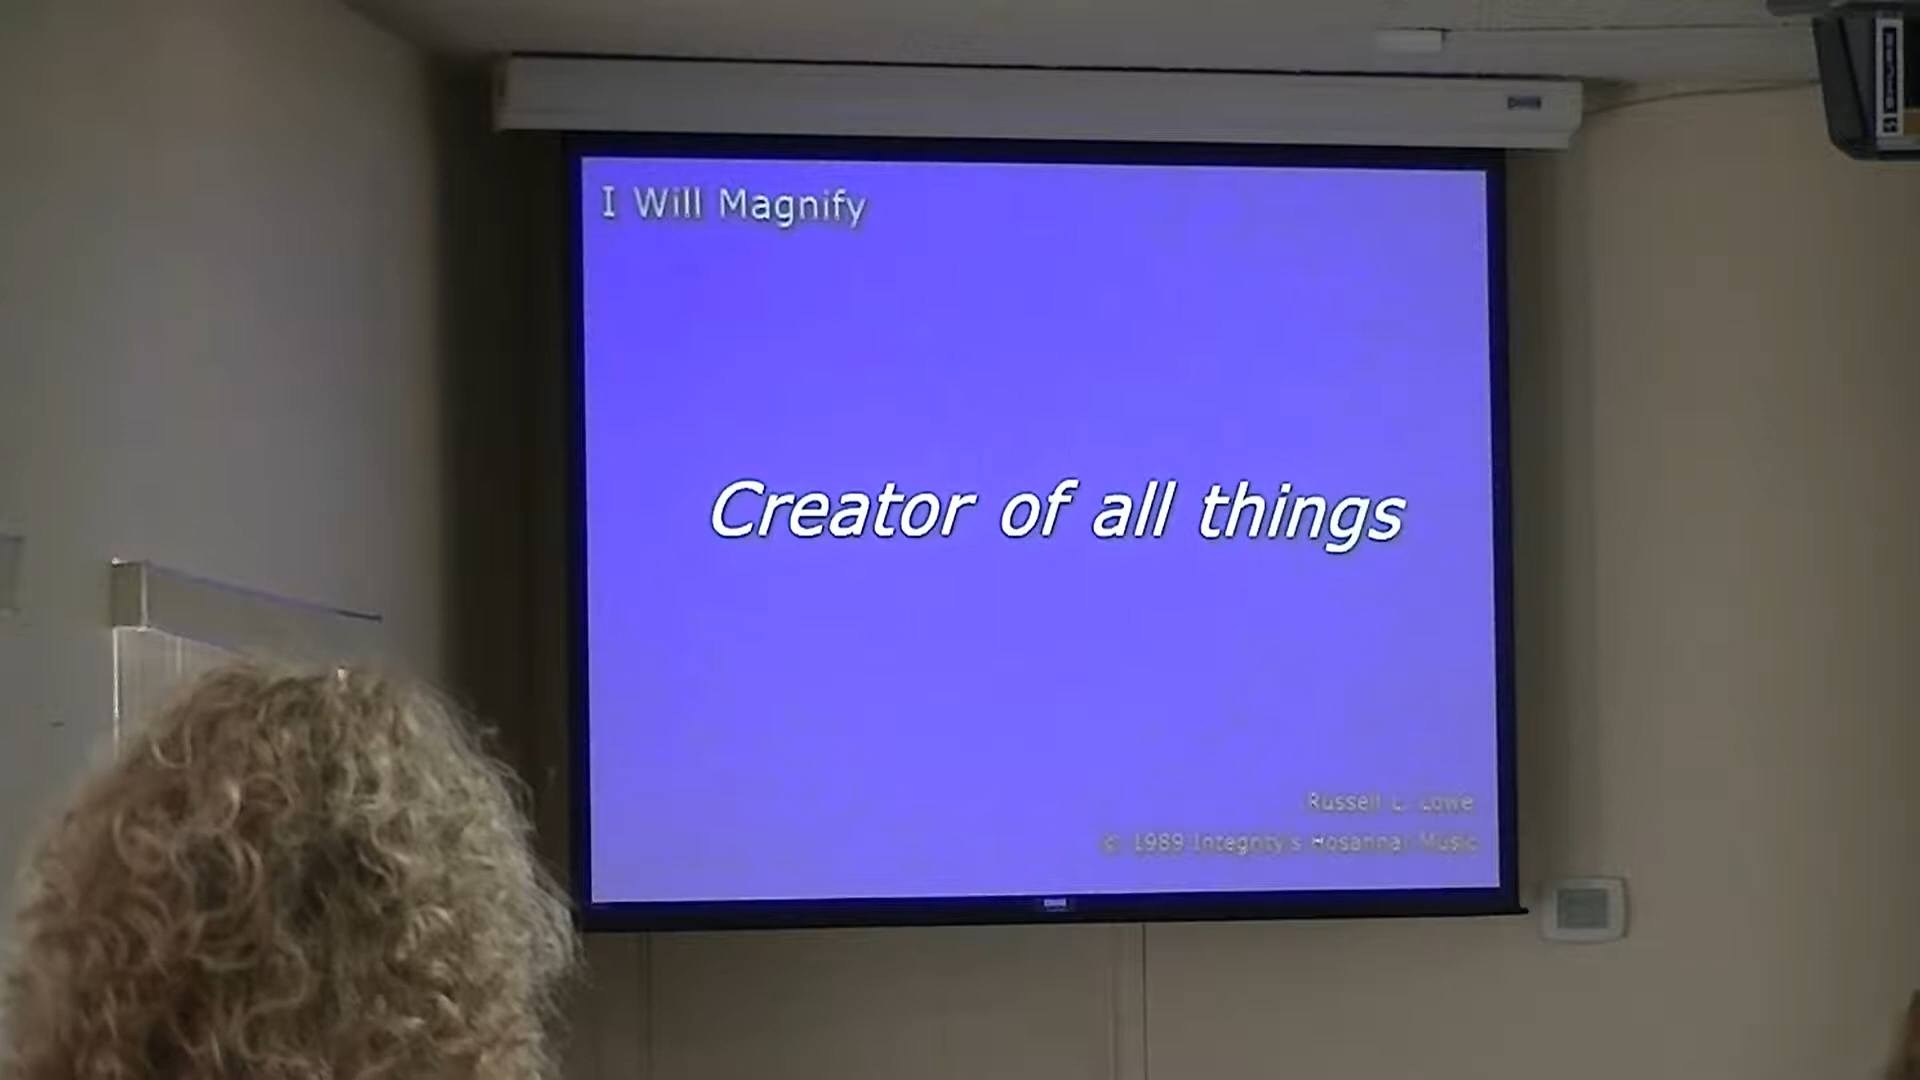 I Will Magnify
Creator of all things
Russell L. Lowe
© 1989 Integrity's Hosanna! Music